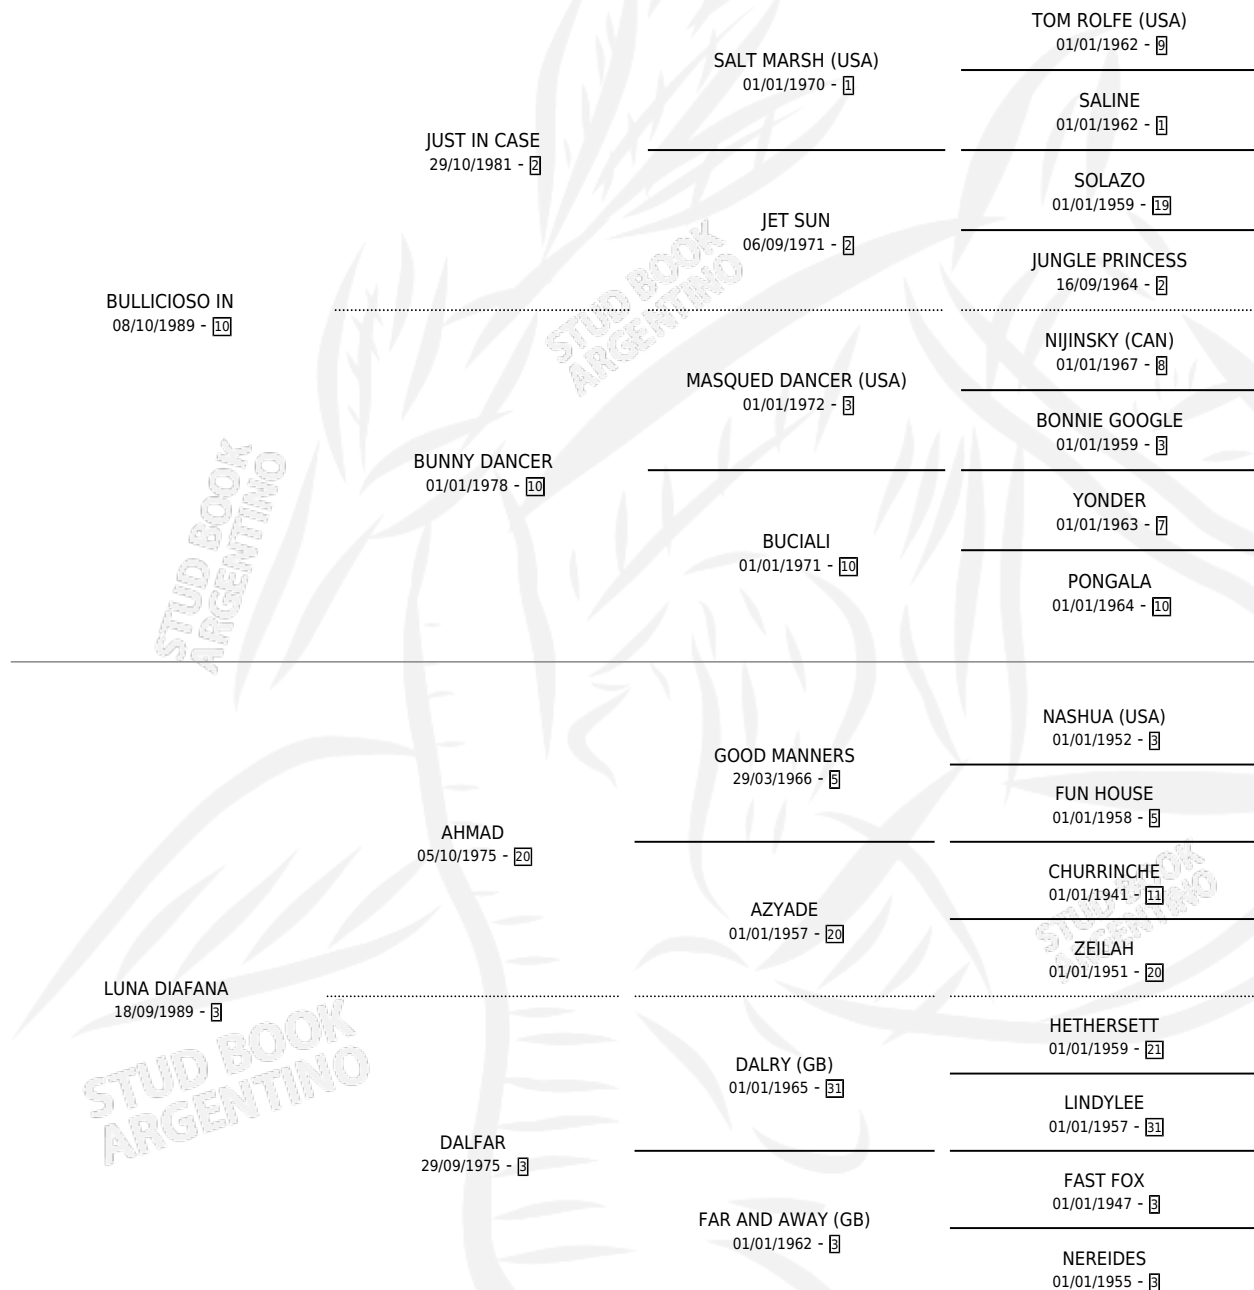 TOM ROLFE (USA)
01/01/1962 - 9
SALT MARSH (USA)
01/01/1970 - 1
SALINE
01/01/1962 - 1
JUST IN CASE
29/10/1981 - 2
SOLAZO
01/01/1959 - 19
JET SUN
06/09/1971 - 2
JUNGLE PRINCESS
16/09/1964 - 2
BULLICIOSO IN
08/10/1989 - 10
NIJINSKY (CAN)
01/01/1967 - 8
MASQUED DANCER (USA)
01/01/1972 - 3
BONNIE GOOGLE
01/01/1959 - 3
BUNNY DANCER
01/01/1978 - 10
YONDER
01/01/1963 - 7
BUCIALI
01/01/1971 - 10
PONGALA
01/01/1964 - 10
STUD BOOK
ARGENTINO
STUD BOOK
ARGENTINO
NASHUA (USA)
01/01/1952 - 3
GOOD MANNERS
29/03/1966 - 5
FUN HOUSE
01/01/1958 - 5
AHMAD
05/10/1975 - 20
CHURRINCHE
01/01/1941 - 11
AZYADE
01/01/1957 - 20
ZEILAH
01/01/1951 - 20
STUD BOOK
ARGENTINO
LUNA DIAFANA
18/09/1989 - 3
HETHERSETT
01/01/1959 - 21
DALRY (GB)
01/01/1965 - 31
LINDYLEE
01/01/1957 - 31
DALFAR
29/09/1975 - 3
FAST FOX
01/01/1947 - 3
FAR AND AWAY (GB)
01/01/1962 - 3
NEREIDES
01/01/1955 - 3
STUD BOOK
ARGENTINO